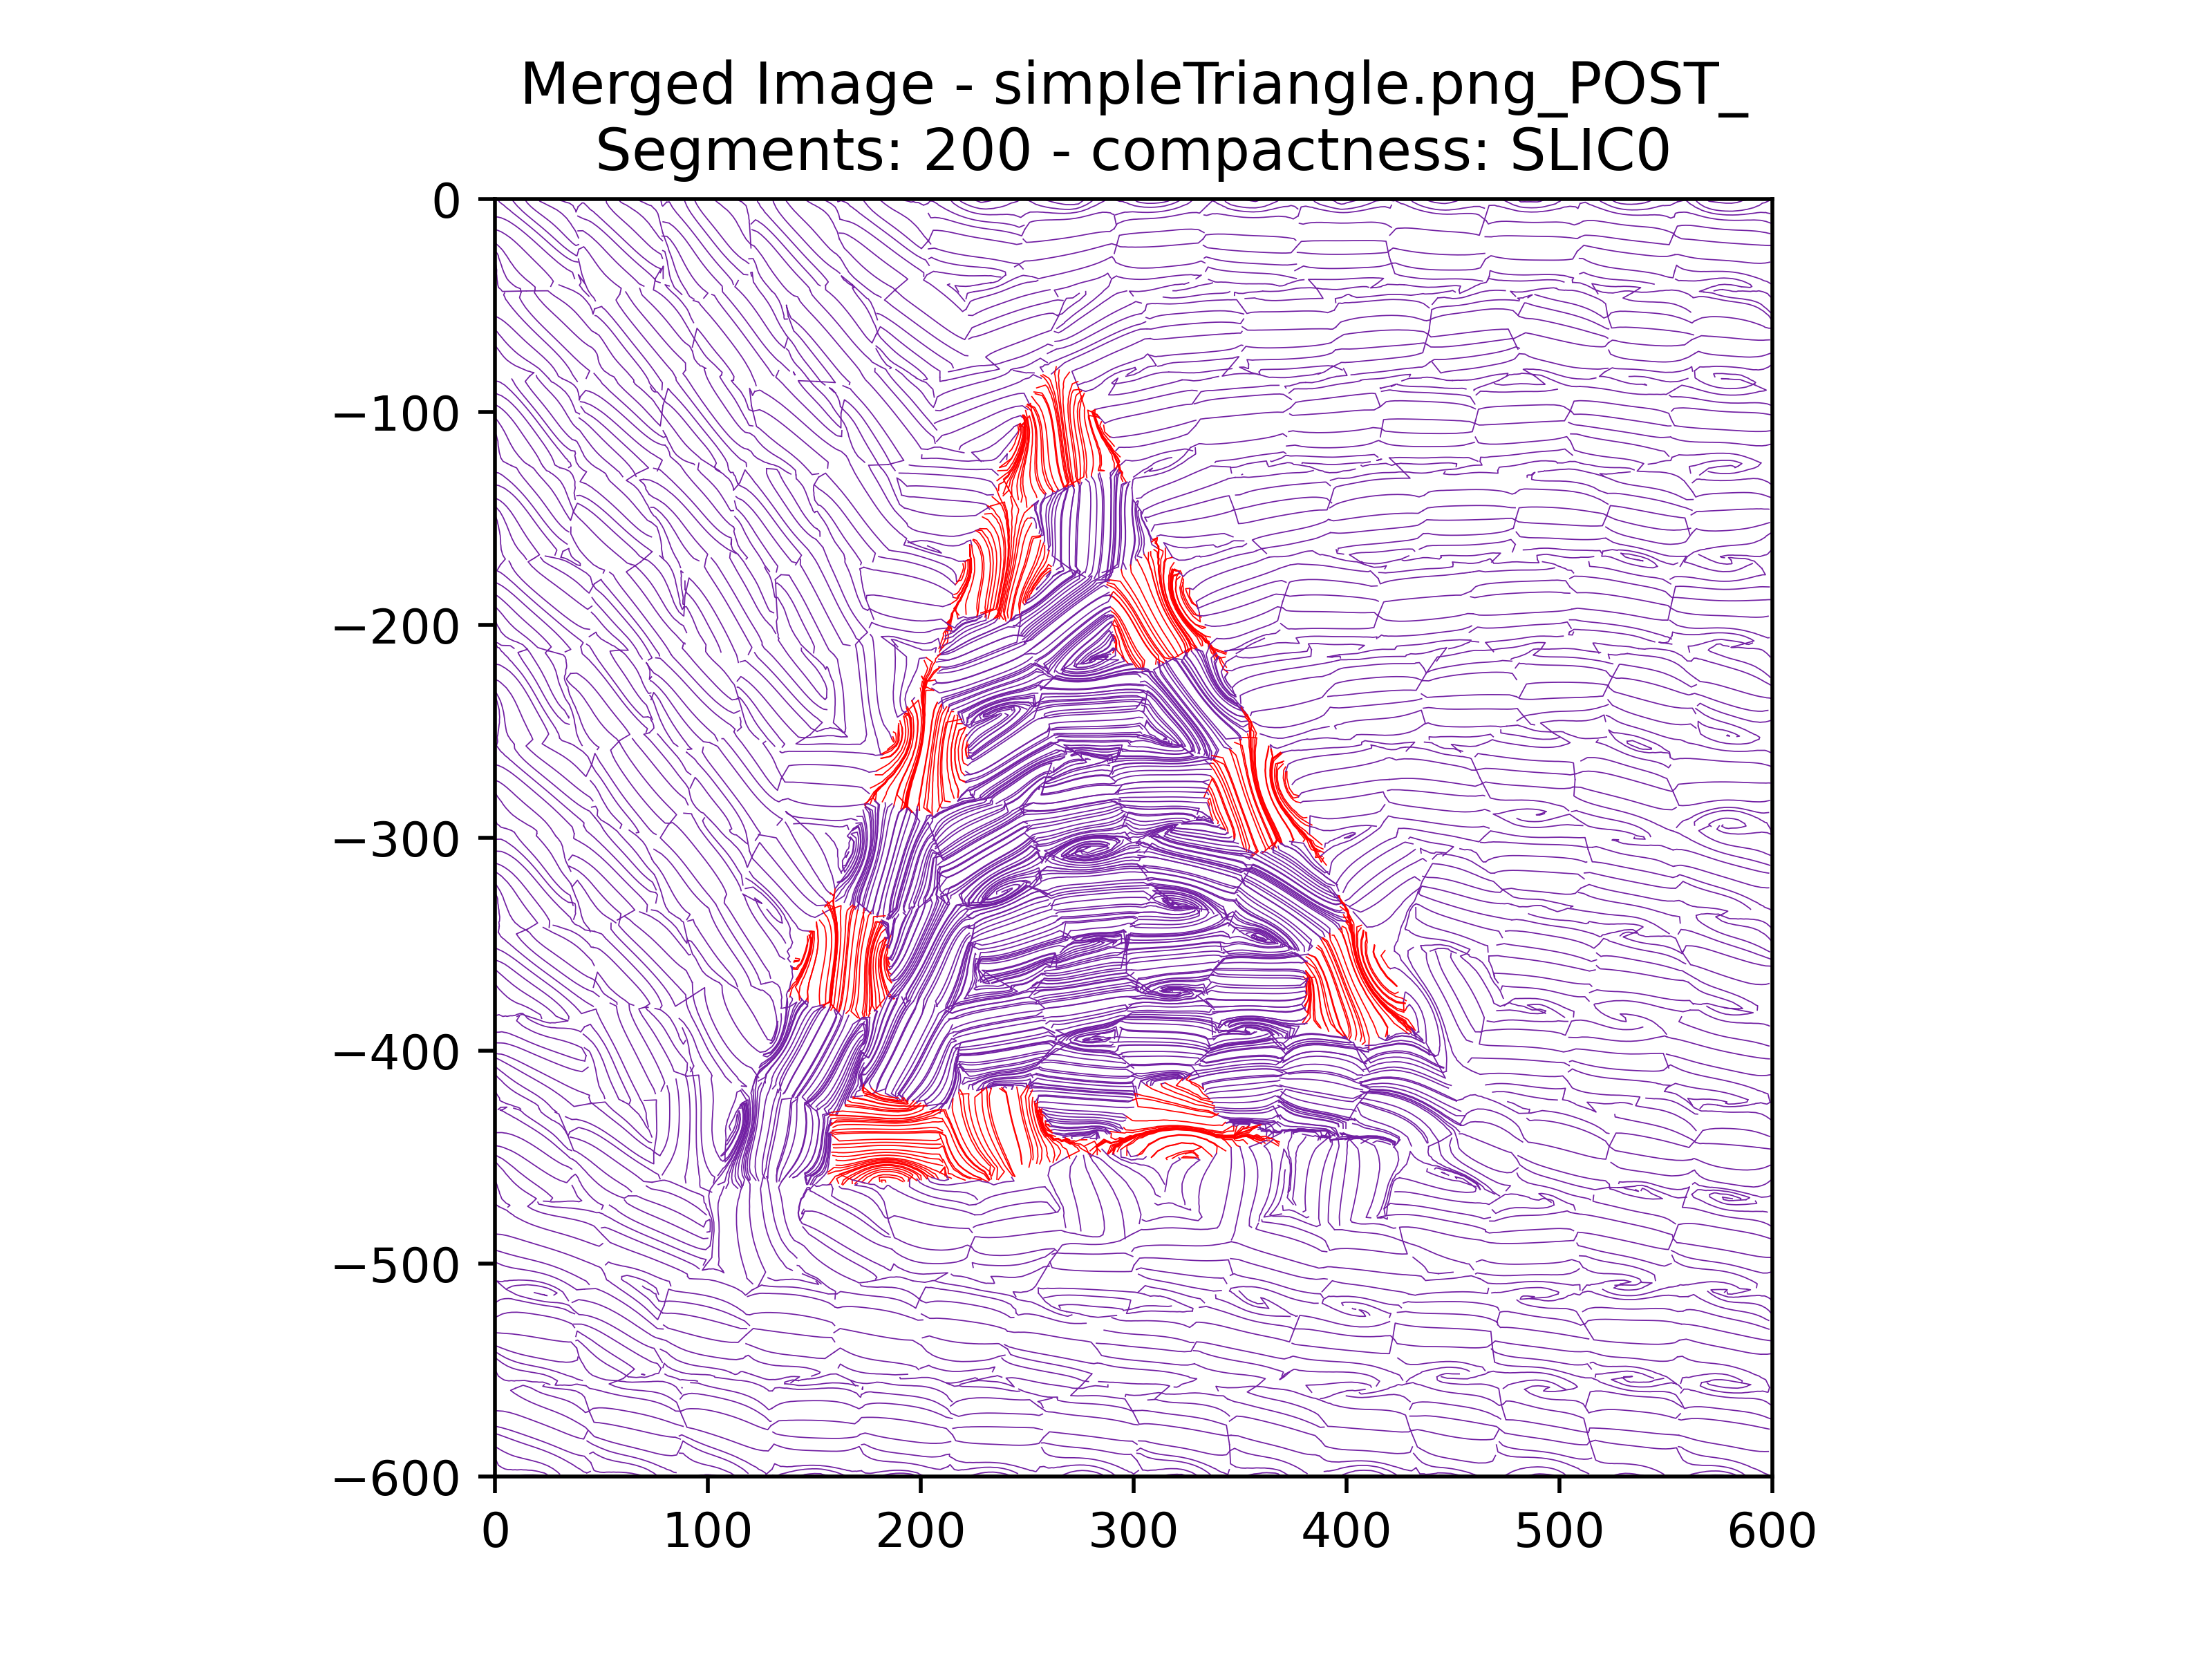 Merged Image - simpleTriangle.png_POST_
Segments: 200 - compactness: SLIC0
0
−100
−200
−300
−400
−500
−600
0 100 200 300 400 500 600